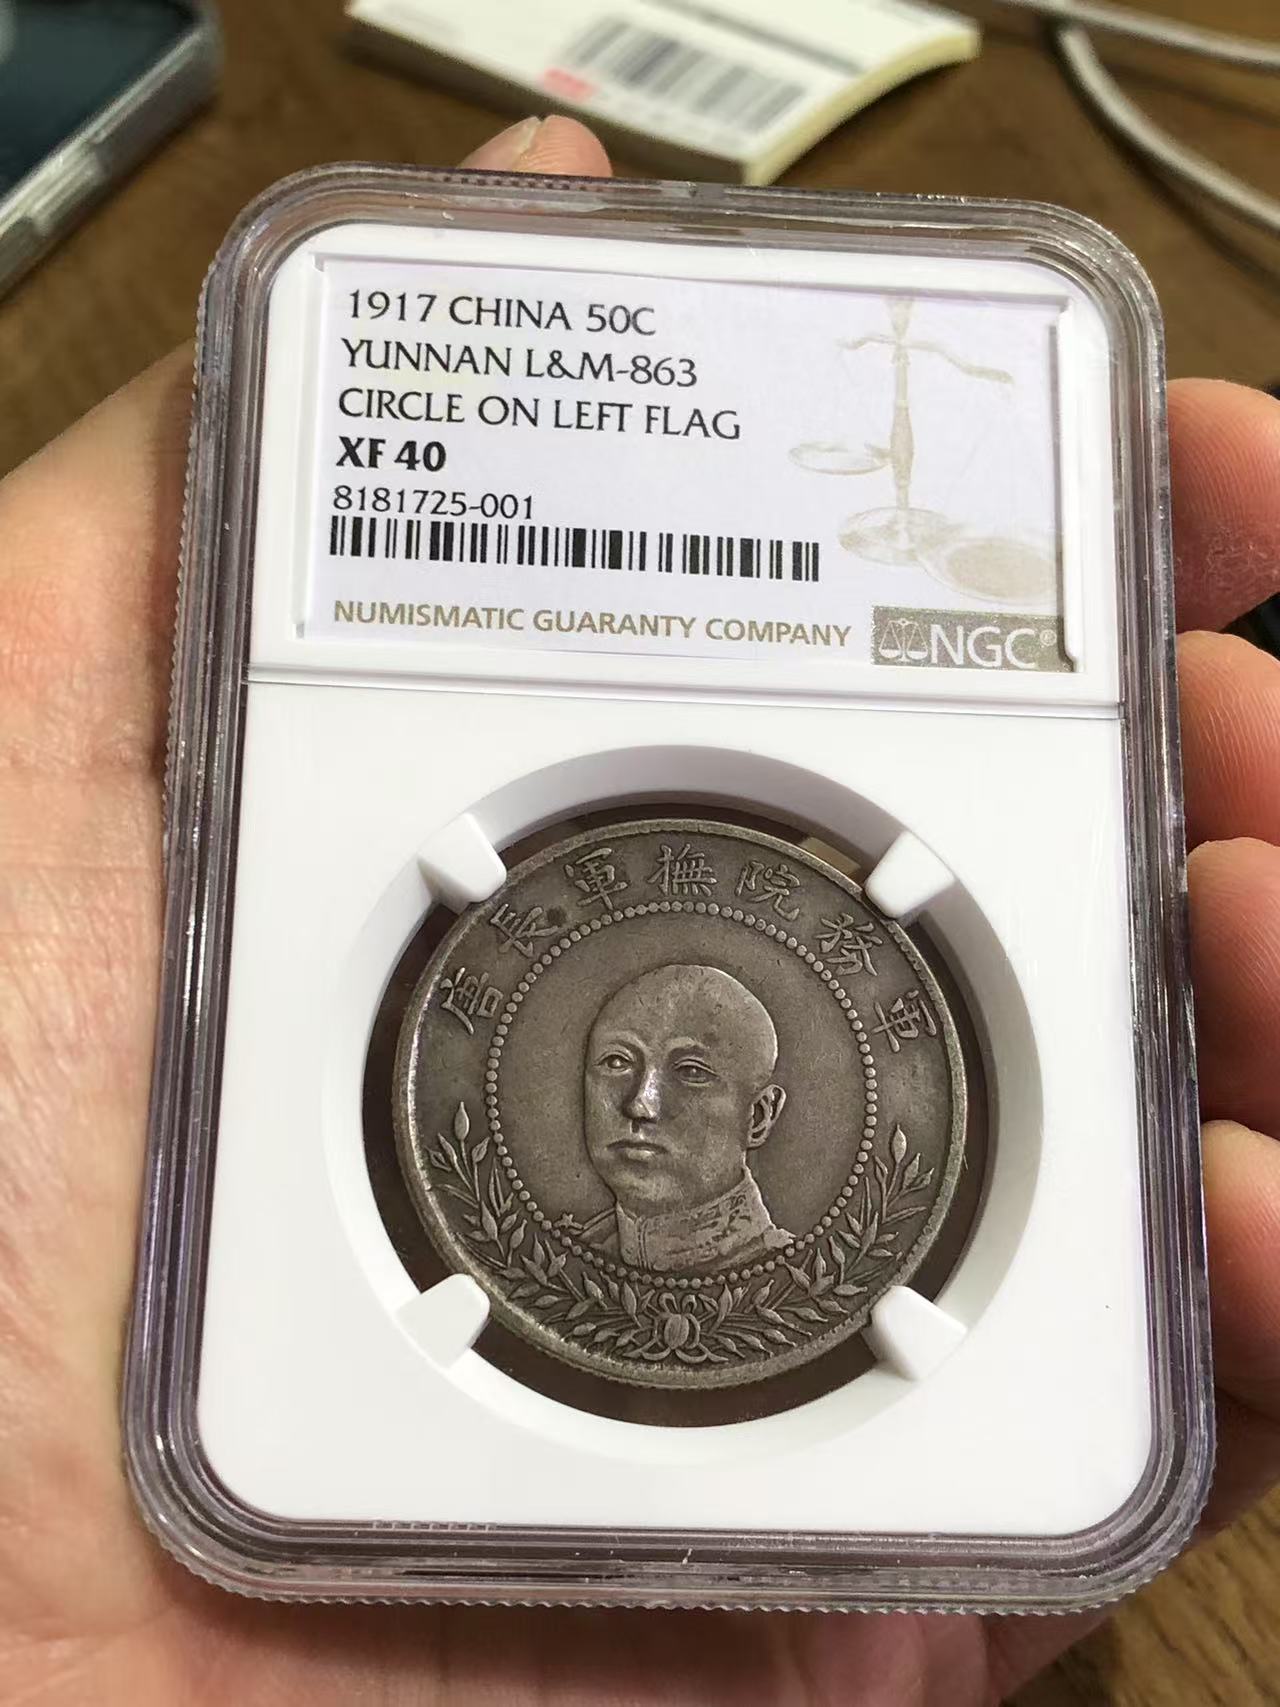 1917 CHINA 50C
YUNNAN L&M-863
CIRCLE ON LEFT FLAG
XF 40
8181725-001
NUMISMATIC GUARANTY COMPANY
NGC®
軍務院撫軍長唐